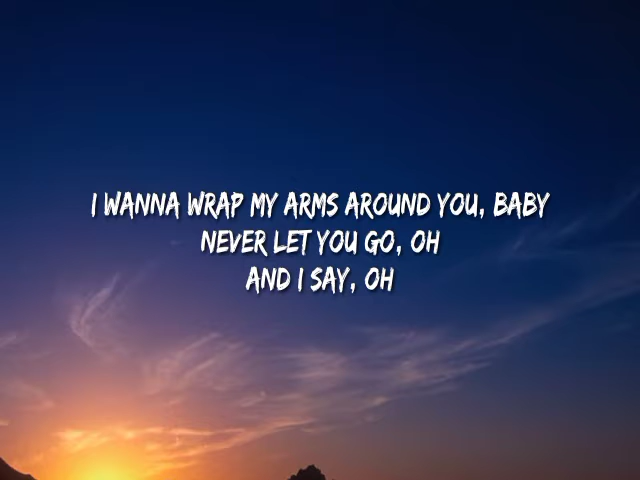 I WANNA WRAP MY ARMS AROUND YOU, BABY
NEVER LET YOU GO, OH
AND I SAY, OH